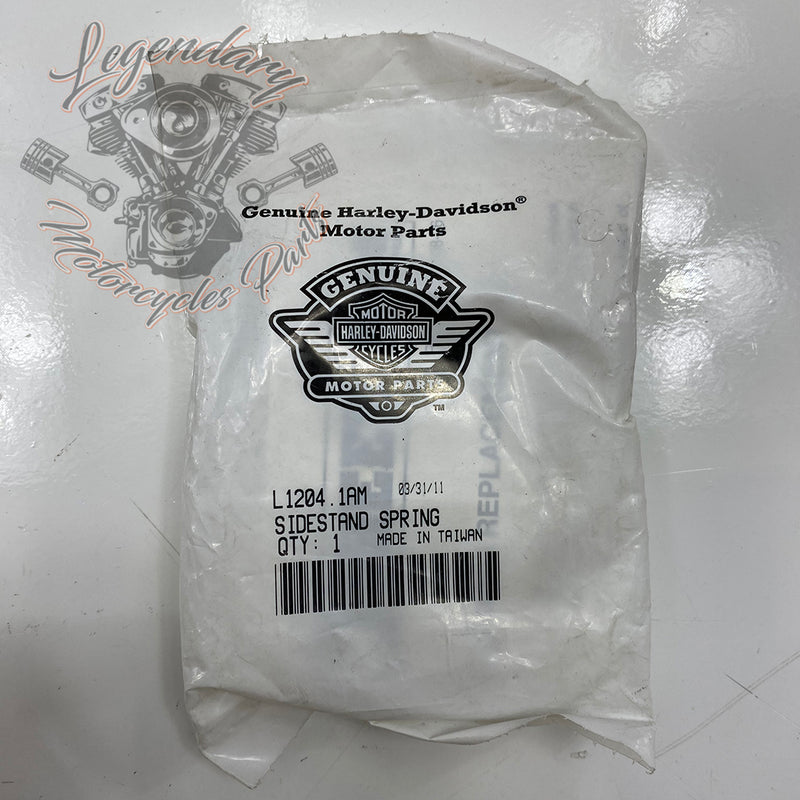 Legendary
Motorcycles Parts
Genuine Harley-Davidson®
Motor Parts
GENUINE
MOTOR
HARLEY-DAVIDSON
CYCLES
MOTOR PARTS
TM
L1204.1AM 03/31/11
SIDESTAND SPRING
QTY: 1 MADE IN TAIWAN